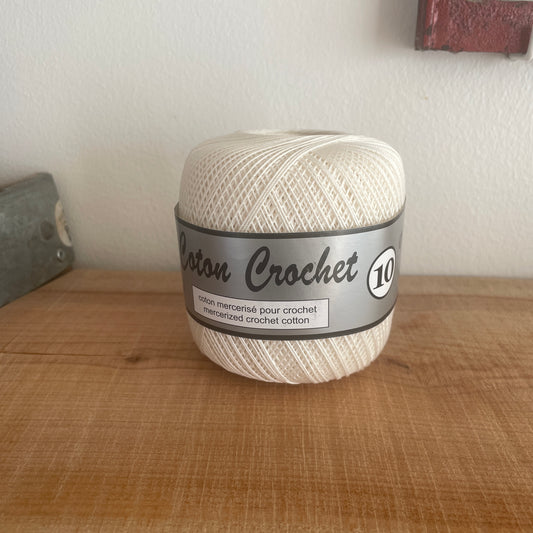 Coton Crochet 10
coton mercerisé pour crochet
mercerized crochet cotton